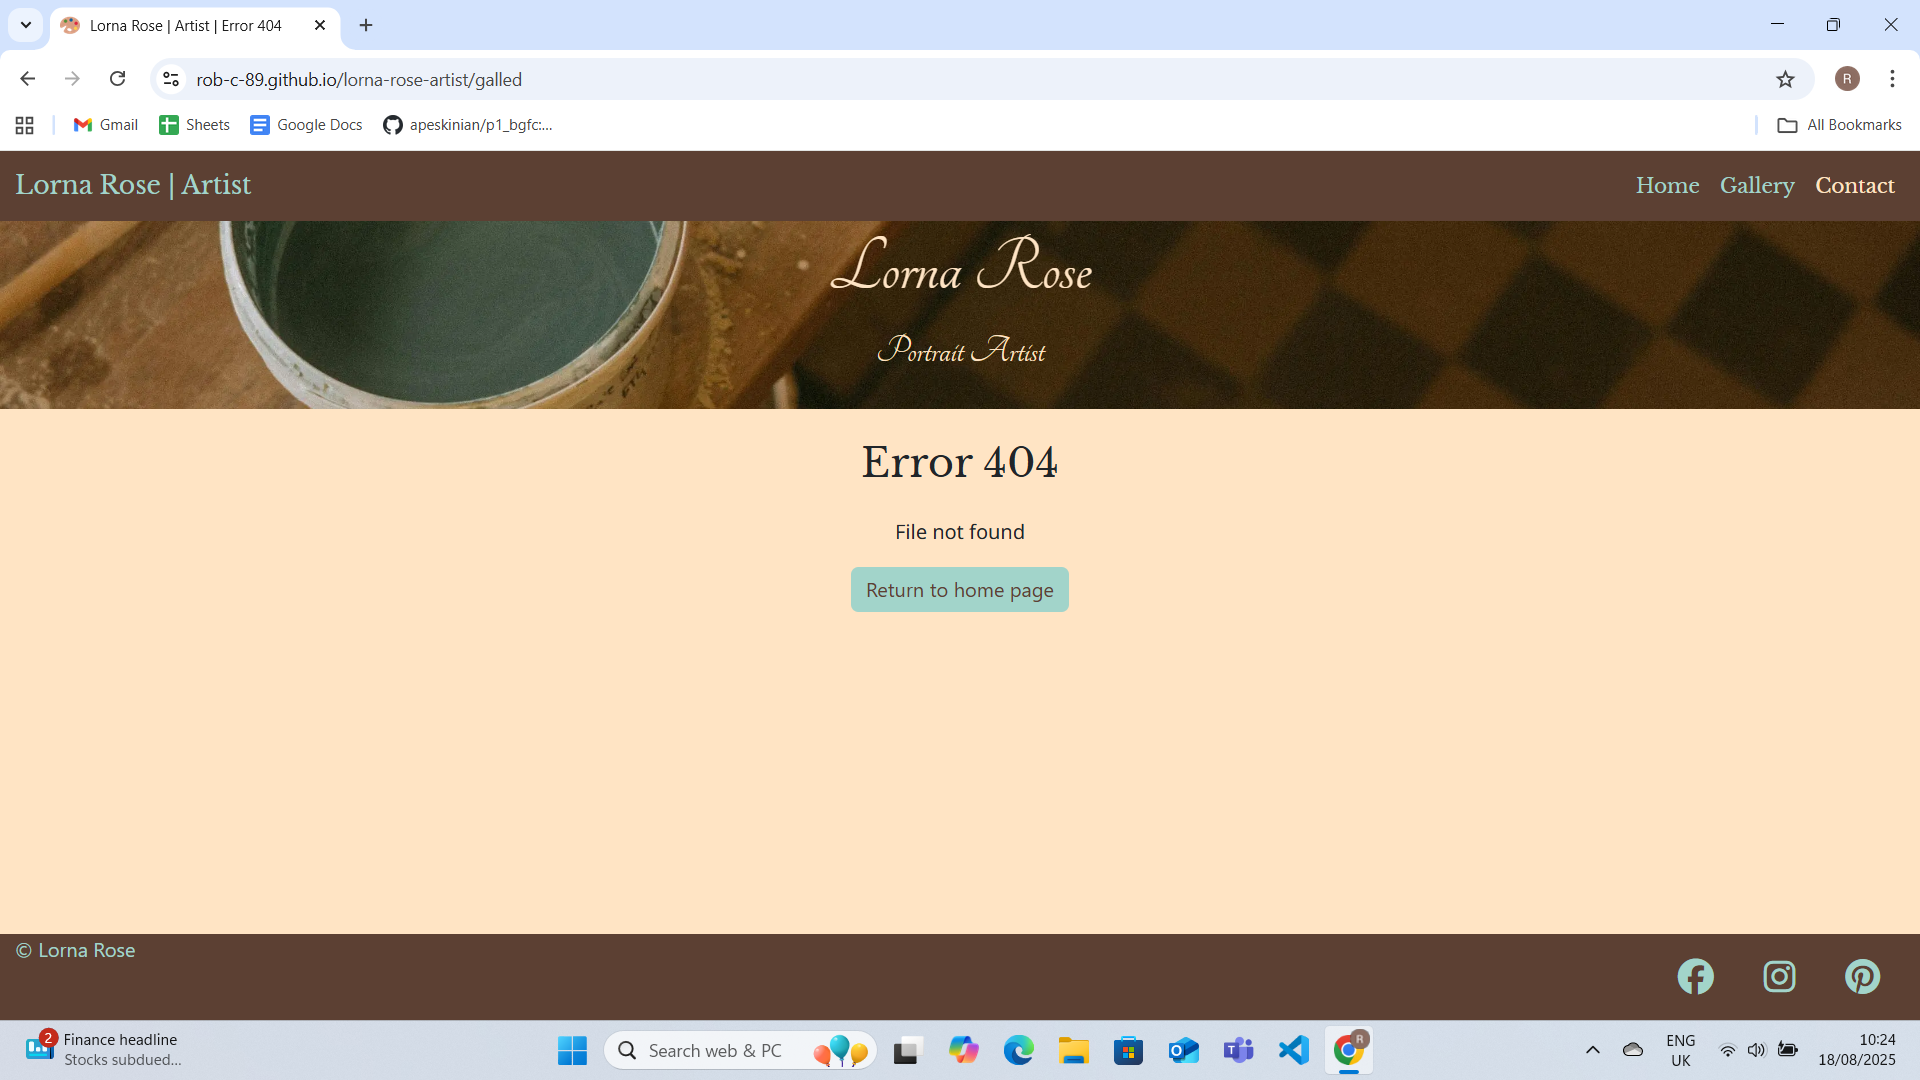 Lorna Rose | Artist | Error 404
rob-c-89.github.io/lorna-rose-artist/galled
R
Gmail
Sheets
Google Docs
apeskinian/p1_bgfc:...
All Bookmarks
Lorna Rose | Artist
Home
Gallery
Contact
Lorna Rose
Portrait Artist
Error 404
File not found
Return to home page
© Lorna Rose
2
Finance headline
Stocks subdued...
Search web & PC
R
ENG
UK
10:24
18/08/2025